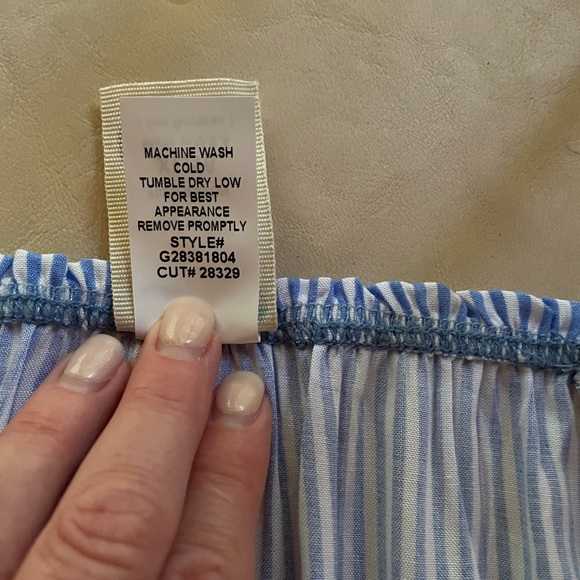 MACHINE WASH
COLD
TUMBLE DRY LOW
FOR BEST
APPEARANCE
REMOVE PROMPTLY
STYLE#
G28381804
CUT# 28329